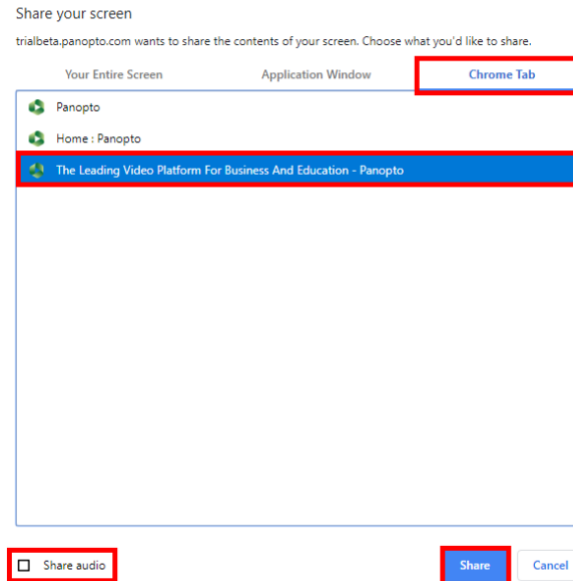 Share your screen
trialbeta.panopto.com wants to share the contents of your screen. Choose what you'd like to share.
Your Entire Screen Application Window Chrome Tab
Panopto
Home : Panopto
The Leading Video Platform For Business And Education - Panopto
Share audio Share Cancel